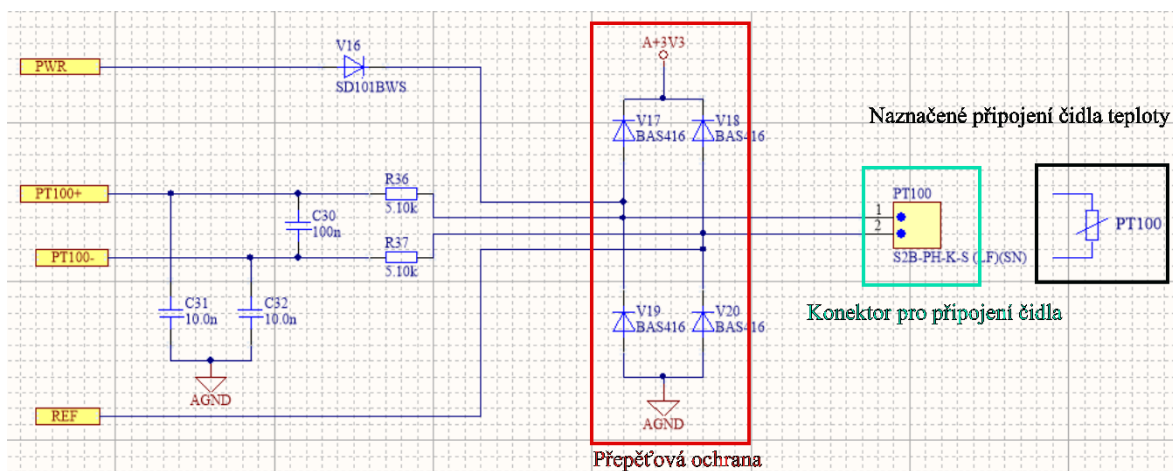 A+3V3
V16
PWR
SD101BWS
V17
BAS416
V18
BAS416
Naznačené připojení čidla teploty
PT100+
R36
5.10k
C30
100n
PT100
1
2
PT100
PT100-
R37
5.10k
S2B-PH-K-S (LF)(SN)
C31
10.0n
C32
10.0n
V19
BAS416
V20
BAS416
Konektor pro připojení čidla
AGND
REF
AGND
Přepěťová ochrana